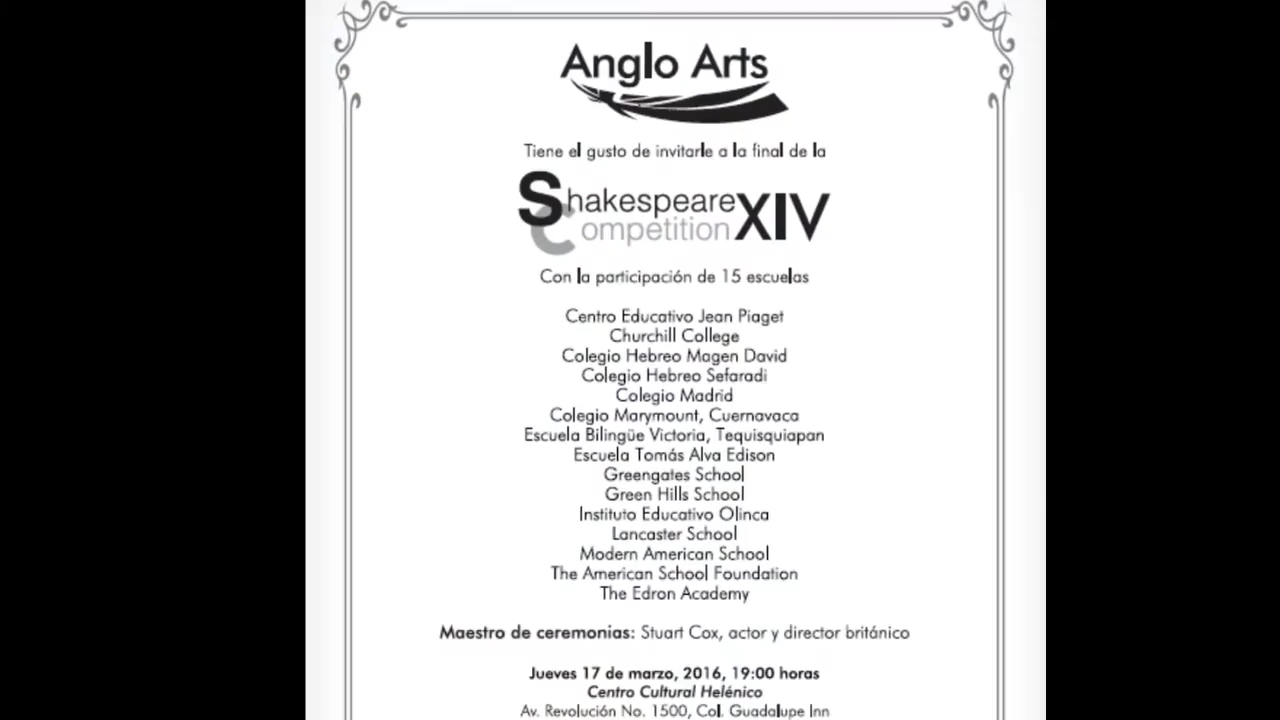 Anglo Arts
Tiene el gusto de invitarle a la final de la
Shakespeare XIV
Competition
Con la participación de 15 escuelas
Centro Educativo Jean Piaget
Churchill College
Colegio Hebreo Magen David
Colegio Hebreo Sefaradi
Colegio Madrid
Colegio Marymount, Cuernavaca
Escuela Bilingüe Victoria, Tequisquiapan
Escuela Tomás Alva Edison
Greengates School
Green Hills School
Instituto Educativo Olinca
Lancaster School
Modern American School
The American School Foundation
The Edron Academy
Maestro de ceremonias: Stuart Cox, actor y director británico
Jueves 17 de marzo, 2016, 19:00 horas
Centro Cultural Helénico
Av. Revolución No. 1500, Col. Guadalupe Inn